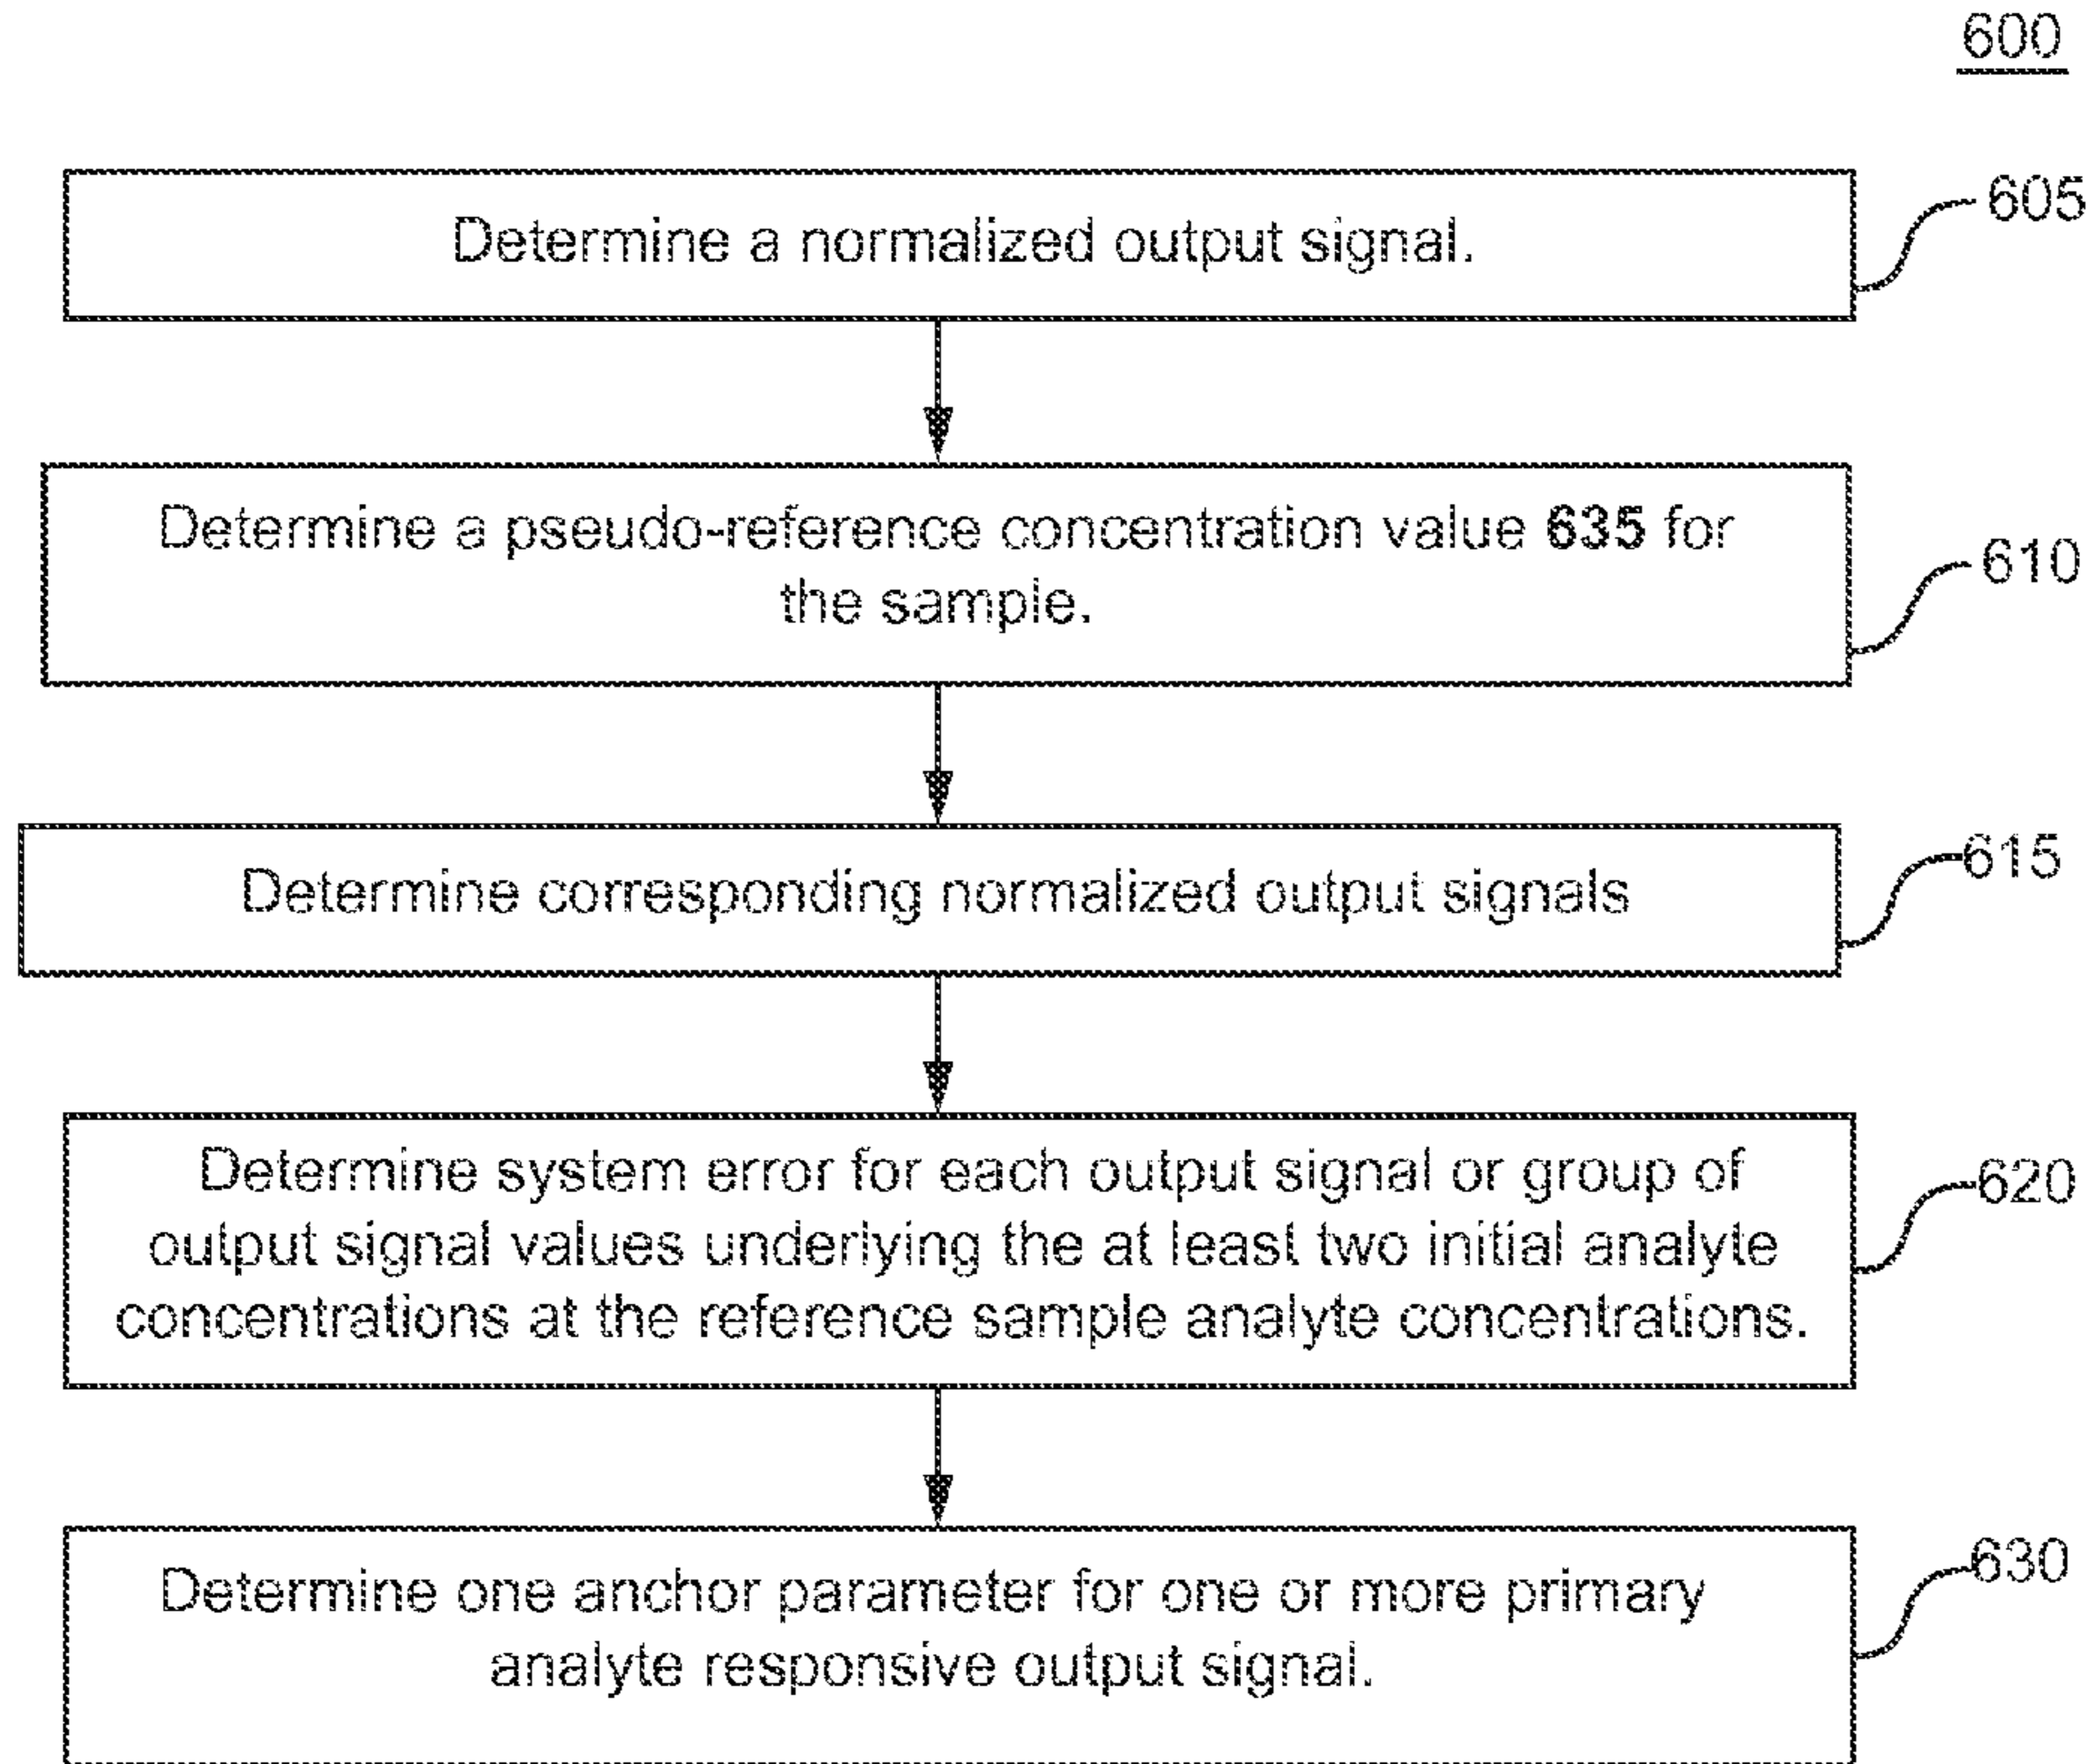 600
Determine a normalized output signal.
605
Determine a pseudo-reference concentration value 635 for
the sample.
610
Determine corresponding normalized output signals
615
Determine system error for each output signal or group of
output signal values underlying the at least two initial analyte
concentrations at the reference sample analyte concentrations.
620
Determine one anchor parameter for one or more primary
analyte responsive output signal.
630